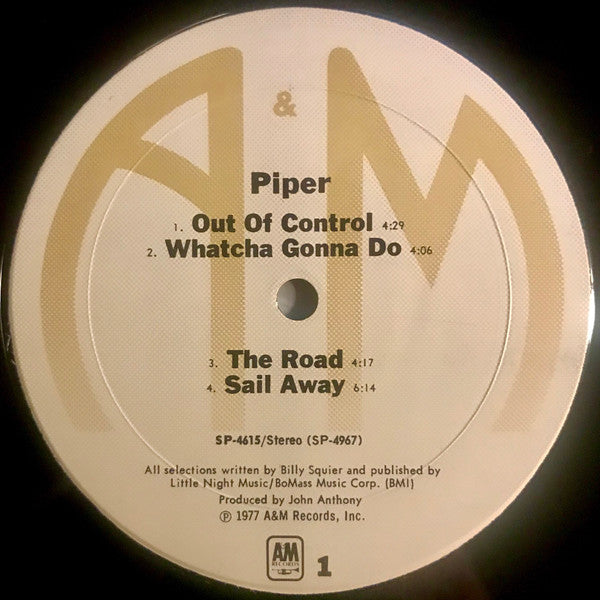 A & M
Piper
1. Out Of Control 4:29
2. Whatcha Gonna Do 4:06
3. The Road 4:17
4. Sail Away 6:14
SP-4615/Stereo (SP-4967)
All selections written by Billy Squier and published by
Little Night Music/BoMass Music Corp. (BMI)
Produced by John Anthony
℗ 1977 A&M Records, Inc.
AM
RECORDS
1